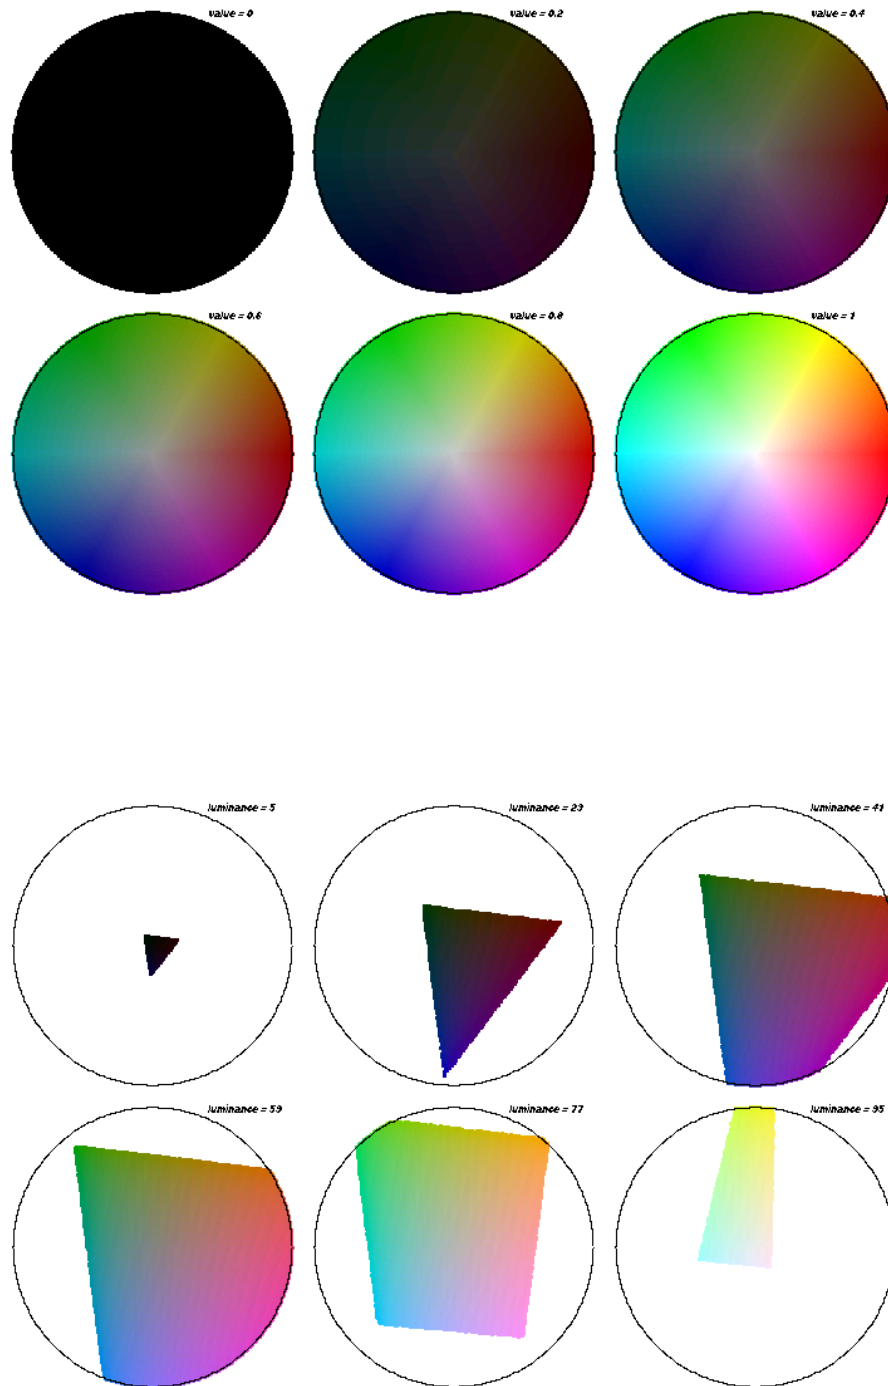 value = 0
value = 0.2
value = 0.4
value = 0.6
value = 0.8
value = 1
luminance = 5
luminance = 23
luminance = 41
luminance = 59
luminance = 77
luminance = 95